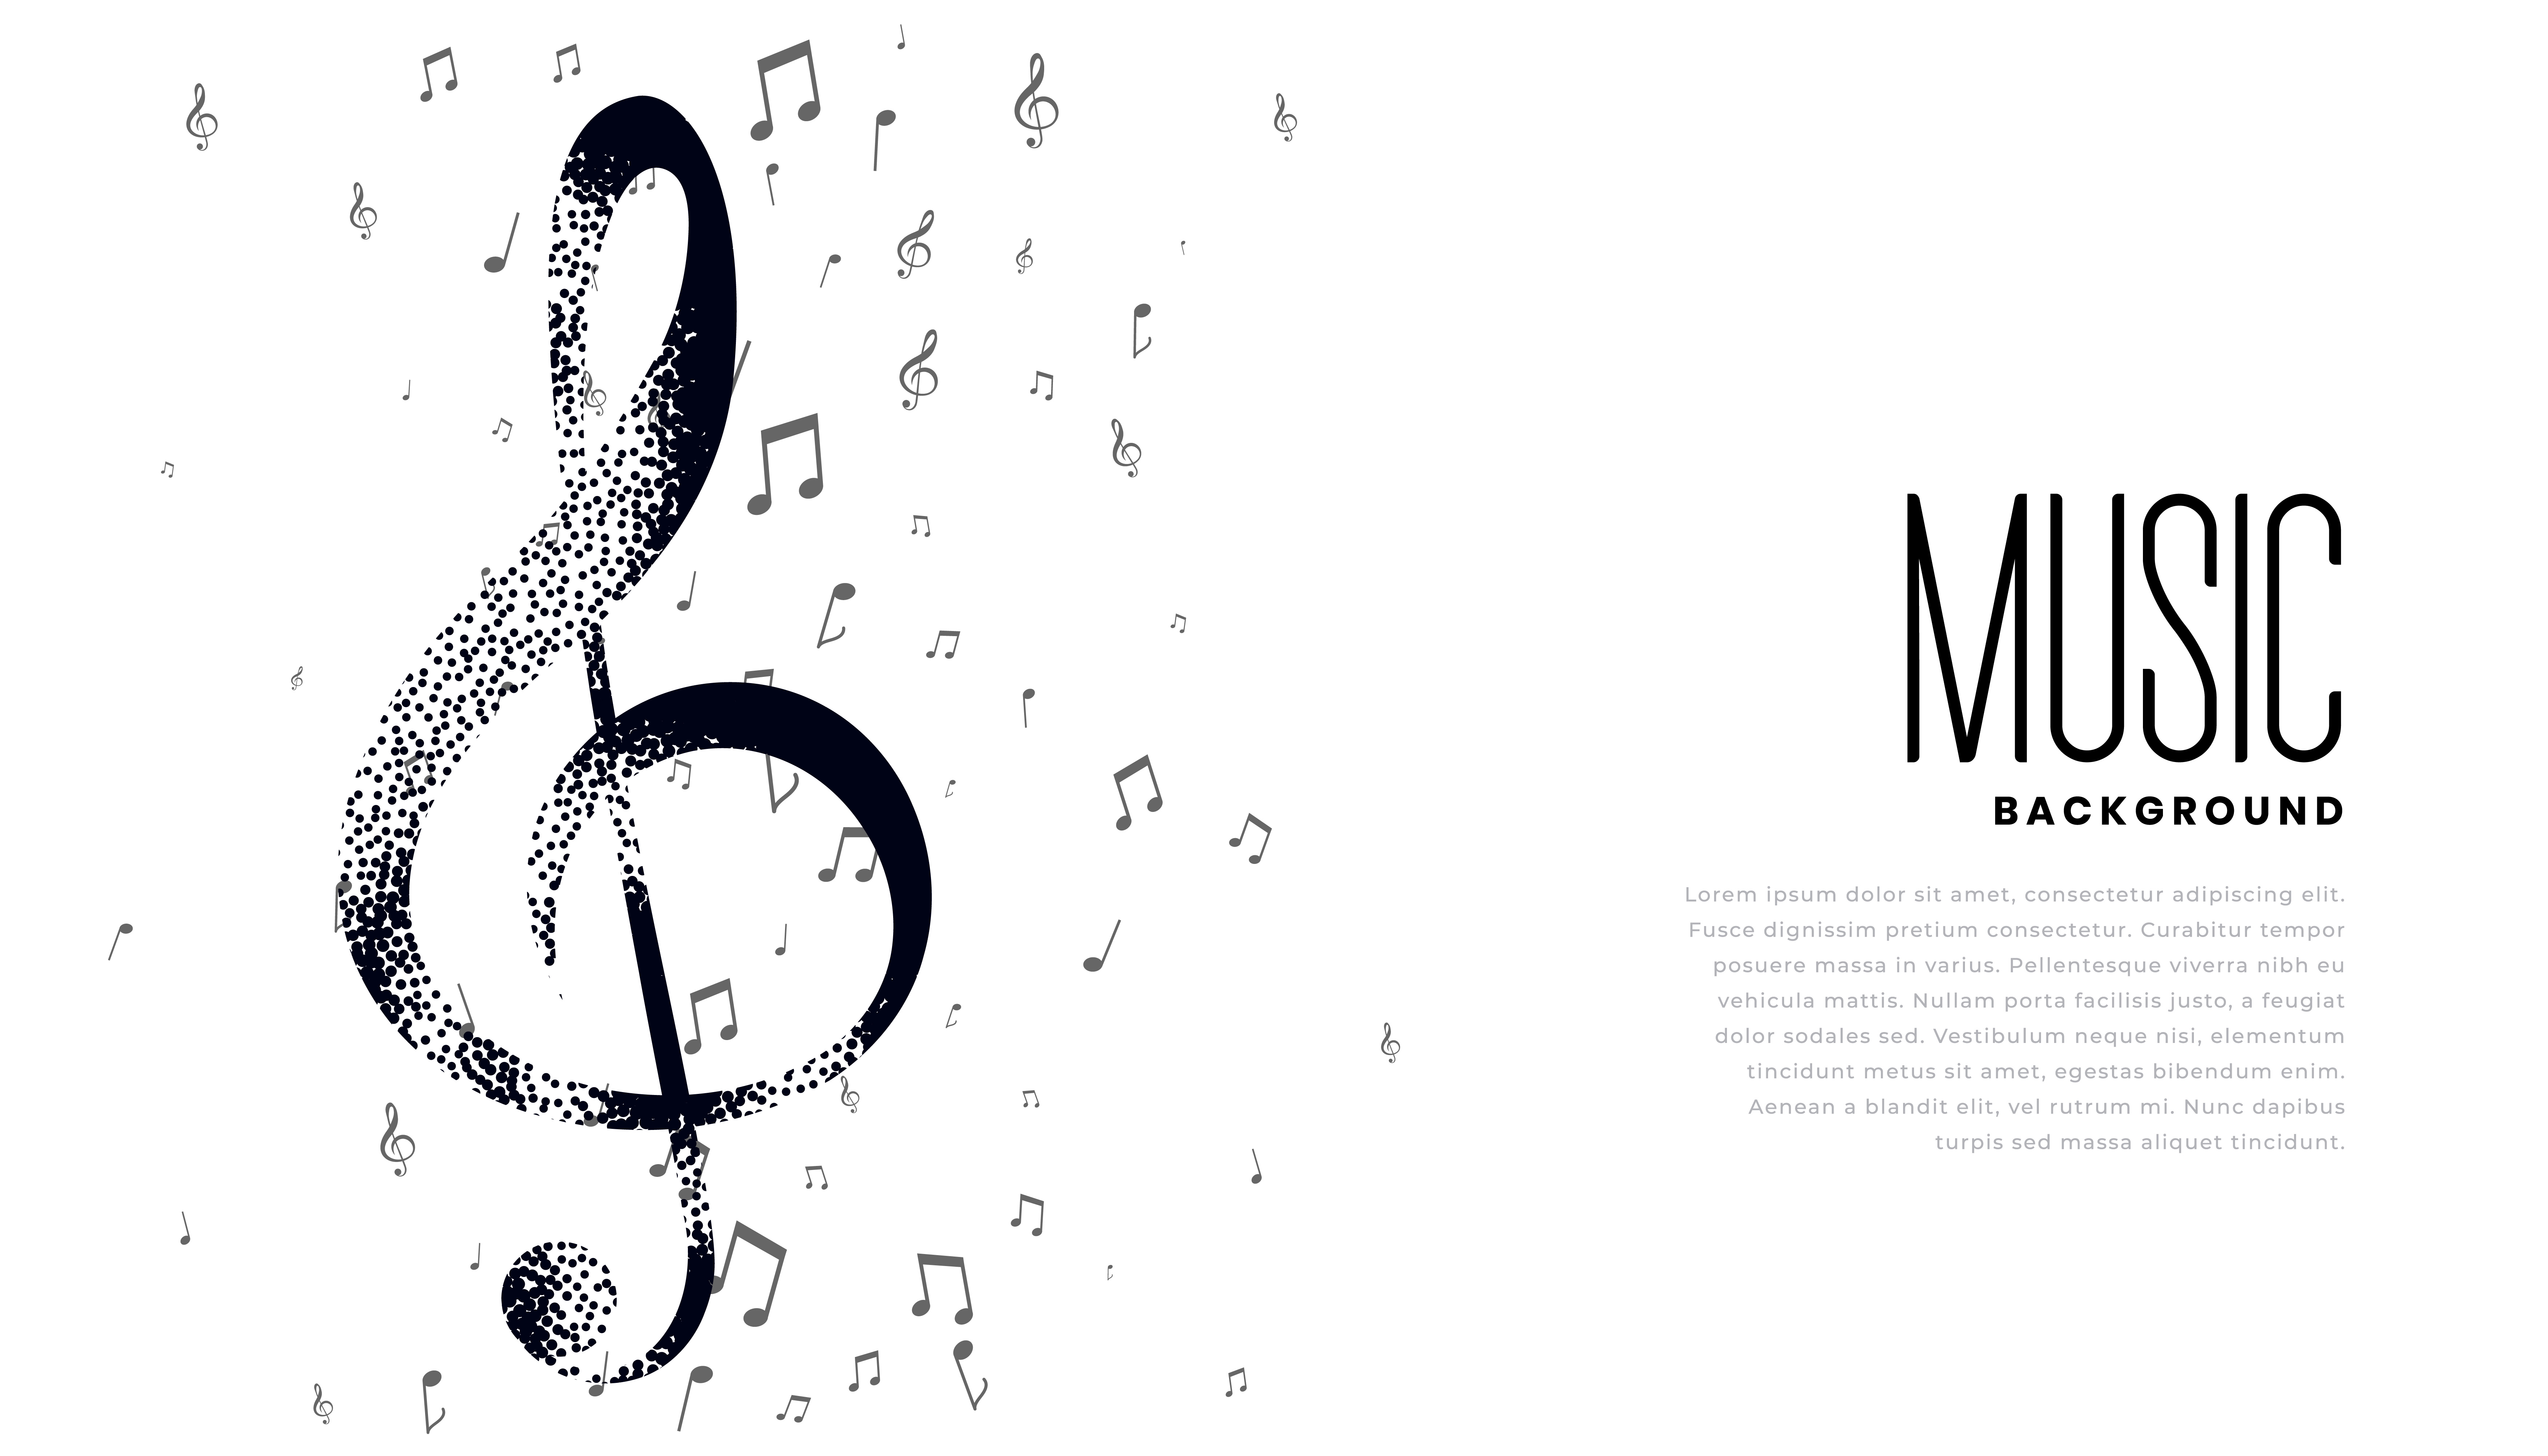 MUSIC
BACKGROUND
Lorem ipsum dolor sit amet, consectetur adipiscing elit.
Fusce dignissim pretium consectetur. Curabitur tempor
posuere massa in varius. Pellentesque viverra nibh eu
vehicula mattis. Nullam porta facilisis justo, a feugiat
dolor sodales sed. Vestibulum neque nisi, elementum
tincidunt metus sit amet, egestas bibendum enim.
Aenean a blandit elit, vel rutrum mi. Nunc dapibus
turpis sed massa aliquet tincidunt.